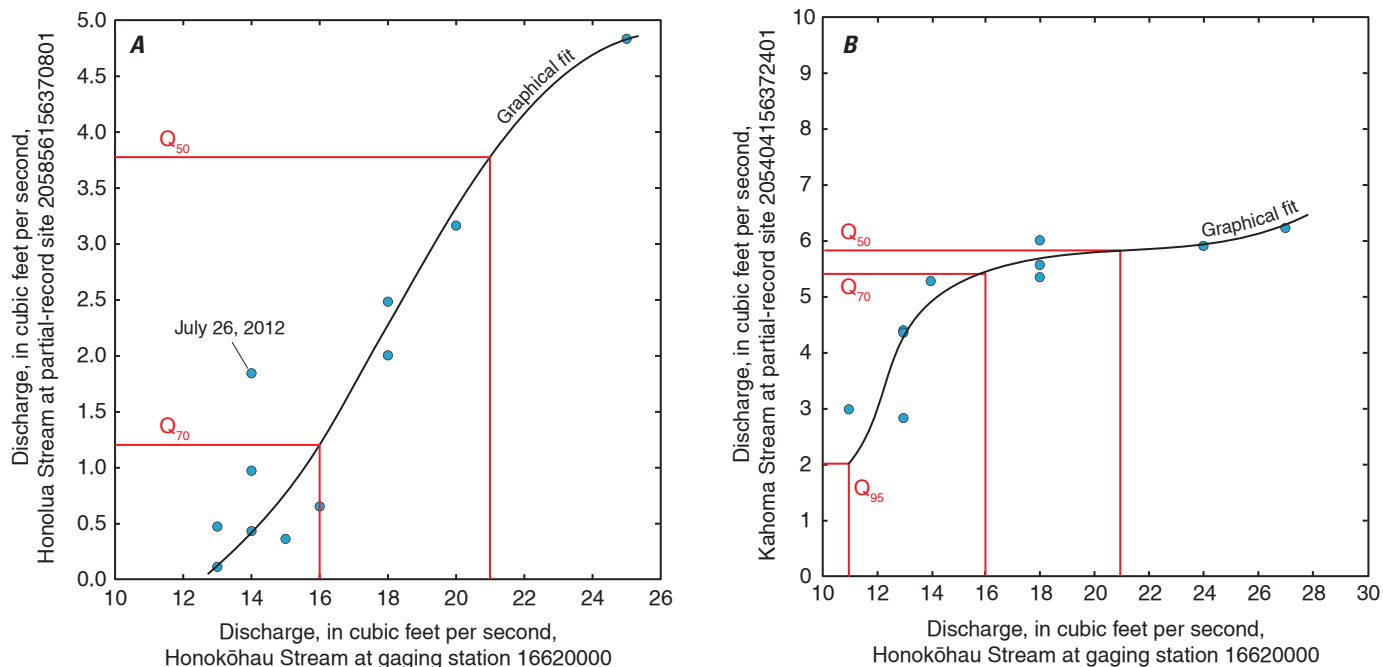 A
Discharge, in cubic feet per second,
Honolua Stream at partial-record site 205856156370801
5.0
4.5
4.0
3.5
3.0
2.5
2.0
1.5
1.0
0.5
0.0
Q50
Graphical fit
July 26, 2012
Q70
10 12 14 16 18 20 22 24 26
Discharge, in cubic feet per second,
Honokōhau Stream at gaging station 16620000
B
Discharge, in cubic feet per second,
Kahoma Stream at partial-record site 205404156372401
10
9
8
7
6
5
4
3
2
1
0
Q50
Graphical fit
Q70
Q95
10 12 14 16 18 20 22 24 26 28 30
Discharge, in cubic feet per second,
Honokōhau Stream at gaging station 16620000